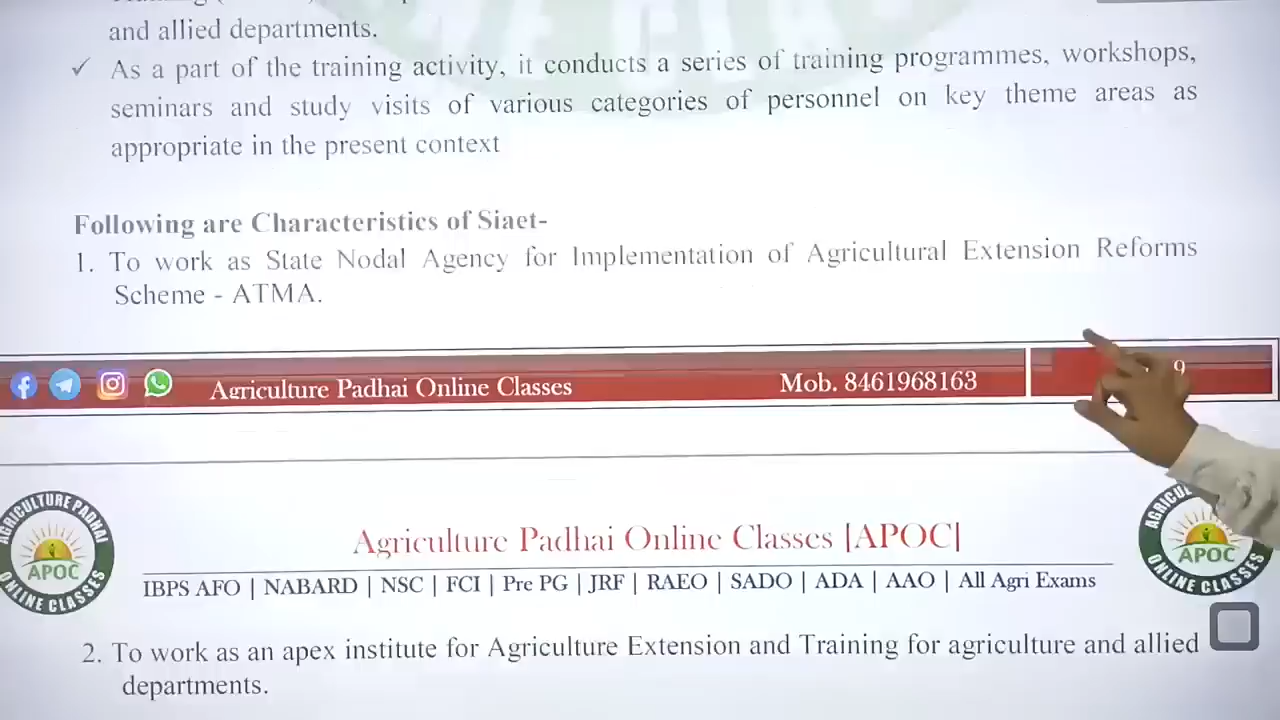 and allied departments.
✓ As a part of the training activity, it conducts a series of training programmes, workshops,
seminars and study visits of various categories of personnel on key theme areas as
appropriate in the present context
Following are Characteristics of Siaet-
1. To work as State Nodal Agency for Implementation of Agricultural Extension Reforms
Scheme - ATMA.
Agriculture Padhai Online Classes Mob. 8461968163 9
AGRICULTURE PADHAI
APOC
ONLINE CLASSES
Agriculture Padhai Online Classes |APOC|
IBPS AFO | NABARD | NSC | FCI | Pre PG | JRF | RAEO | SADO | ADA | AAO | All Agri Exams
APOC
ONLINE CLASSES
2. To work as an apex institute for Agriculture Extension and Training for agriculture and allied
departments.